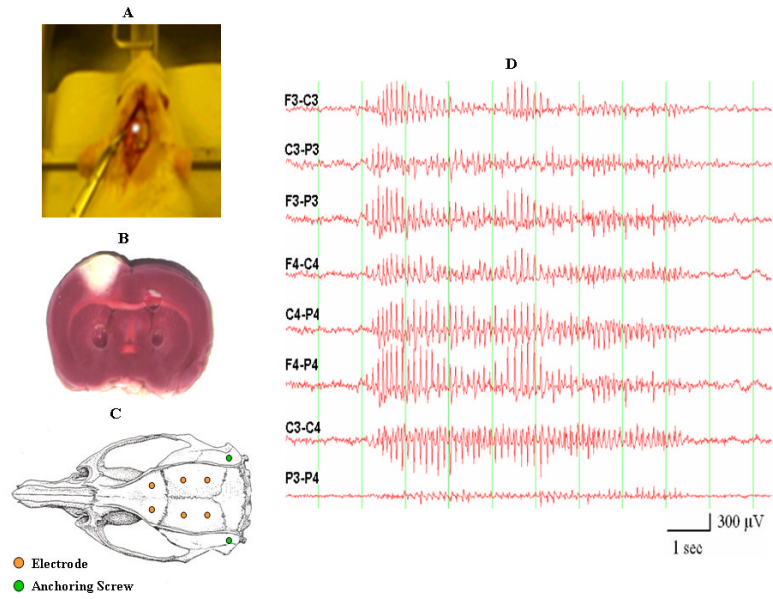 A
B
C
Electrode
Anchoring Screw
D
F3-C3
C3-P3
F3-P3
F4-C4
C4-P4
F4-P4
C3-C4
P3-P4
300 µV
1 sec